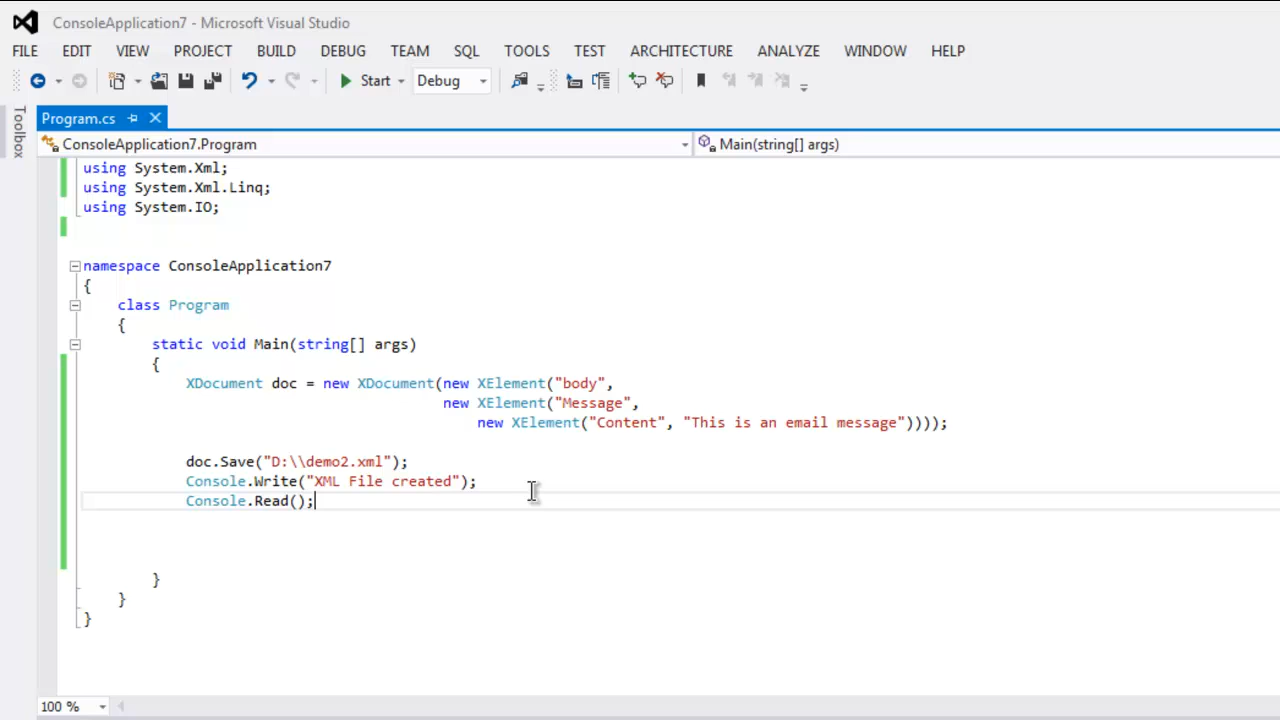 ConsoleApplication7 - Microsoft Visual Studio
FILE EDIT VIEW PROJECT BUILD DEBUG TEAM SQL TOOLS TEST ARCHITECTURE ANALYZE WINDOW HELP
Start Debug
Toolbox
Program.cs
ConsoleApplication7.Program Main(string[] args)
using System.Xml;
using System.Xml.Linq;
using System.IO;
namespace ConsoleApplication7
{
class Program
{
static void Main(string[] args)
{
XDocument doc = new XDocument(new XElement("body",
new XElement("Message",
new XElement("Content", "This is an email message"))));
doc.Save("D:\\demo2.xml");
Console.Write("XML File created");
Console.Read();
}
}
}
100 %